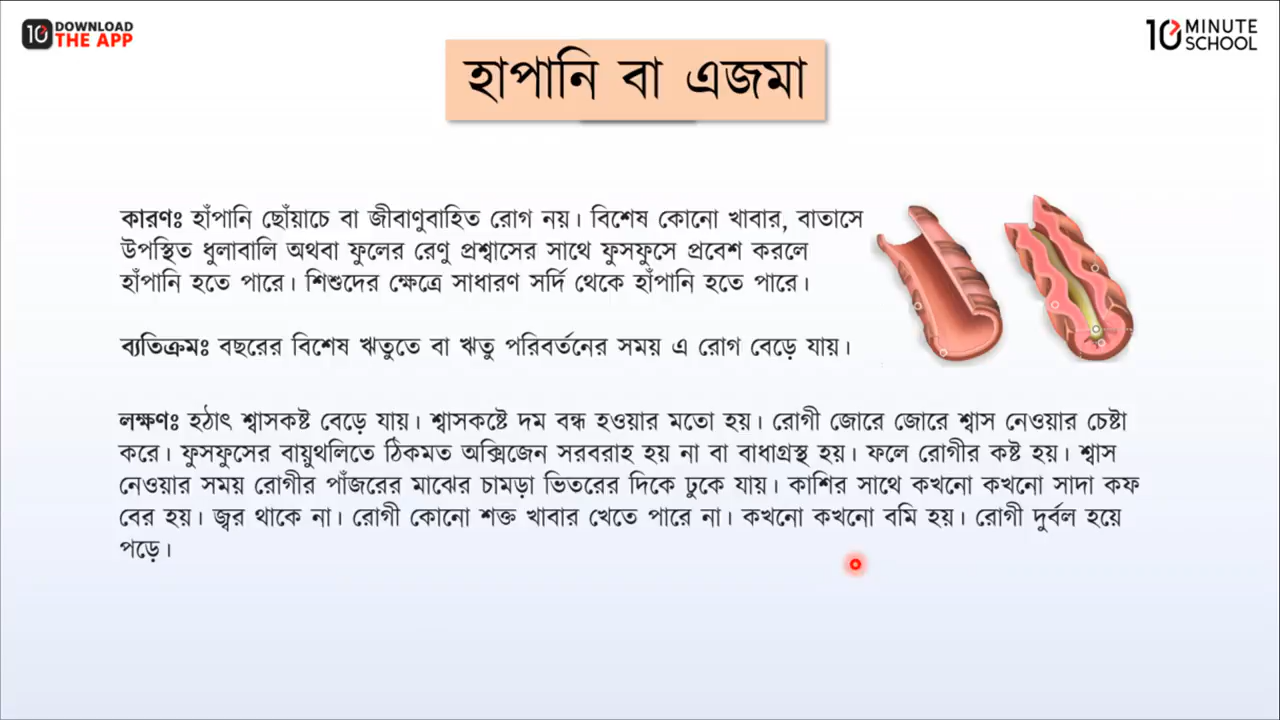 DOWNLOAD
THE APP
10 MINUTE
SCHOOL
হাপানি বা এজমা
কারণঃ হাঁপানি ছোঁয়াচে বা জীবাণুবাহিত রোগ নয়। বিশেষ কোনো খাবার, বাতাসে
উপস্থিত ধুলাবালি অথবা ফুলের রেণু প্রশ্বাসের সাথে ফুসফুসে প্রবেশ করলে
হাঁপানি হতে পারে। শিশুদের ক্ষেত্রে সাধারণ সর্দি থেকে হাঁপানি হতে পারে।
ব্যতিক্রমঃ বছরের বিশেষ ঋতুতে বা ঋতু পরিবর্তনের সময় এ রোগ বেড়ে যায়।
লক্ষণঃ হঠাৎ শ্বাসকষ্ট বেড়ে যায়। শ্বাসকষ্টে দম বন্ধ হওয়ার মতো হয়। রোগী জোরে জোরে শ্বাস নেওয়ার চেষ্টা
করে। ফুসফুসের বায়ুথলিতে ঠিকমত অক্সিজেন সরবরাহ হয় না বা বাধাগ্রস্থ হয়। ফলে রোগীর কষ্ট হয়। শ্বাস
নেওয়ার সময় রোগীর পাঁজরের মাঝের চামড়া ভিতরের দিকে ঢুকে যায়। কাশির সাথে কখনো কখনো সাদা কফ
বের হয়। জ্বর থাকে না। রোগী কোনো শক্ত খাবার খেতে পারে না। কখনো কখনো বমি হয়। রোগী দুর্বল হয়ে
পড়ে।